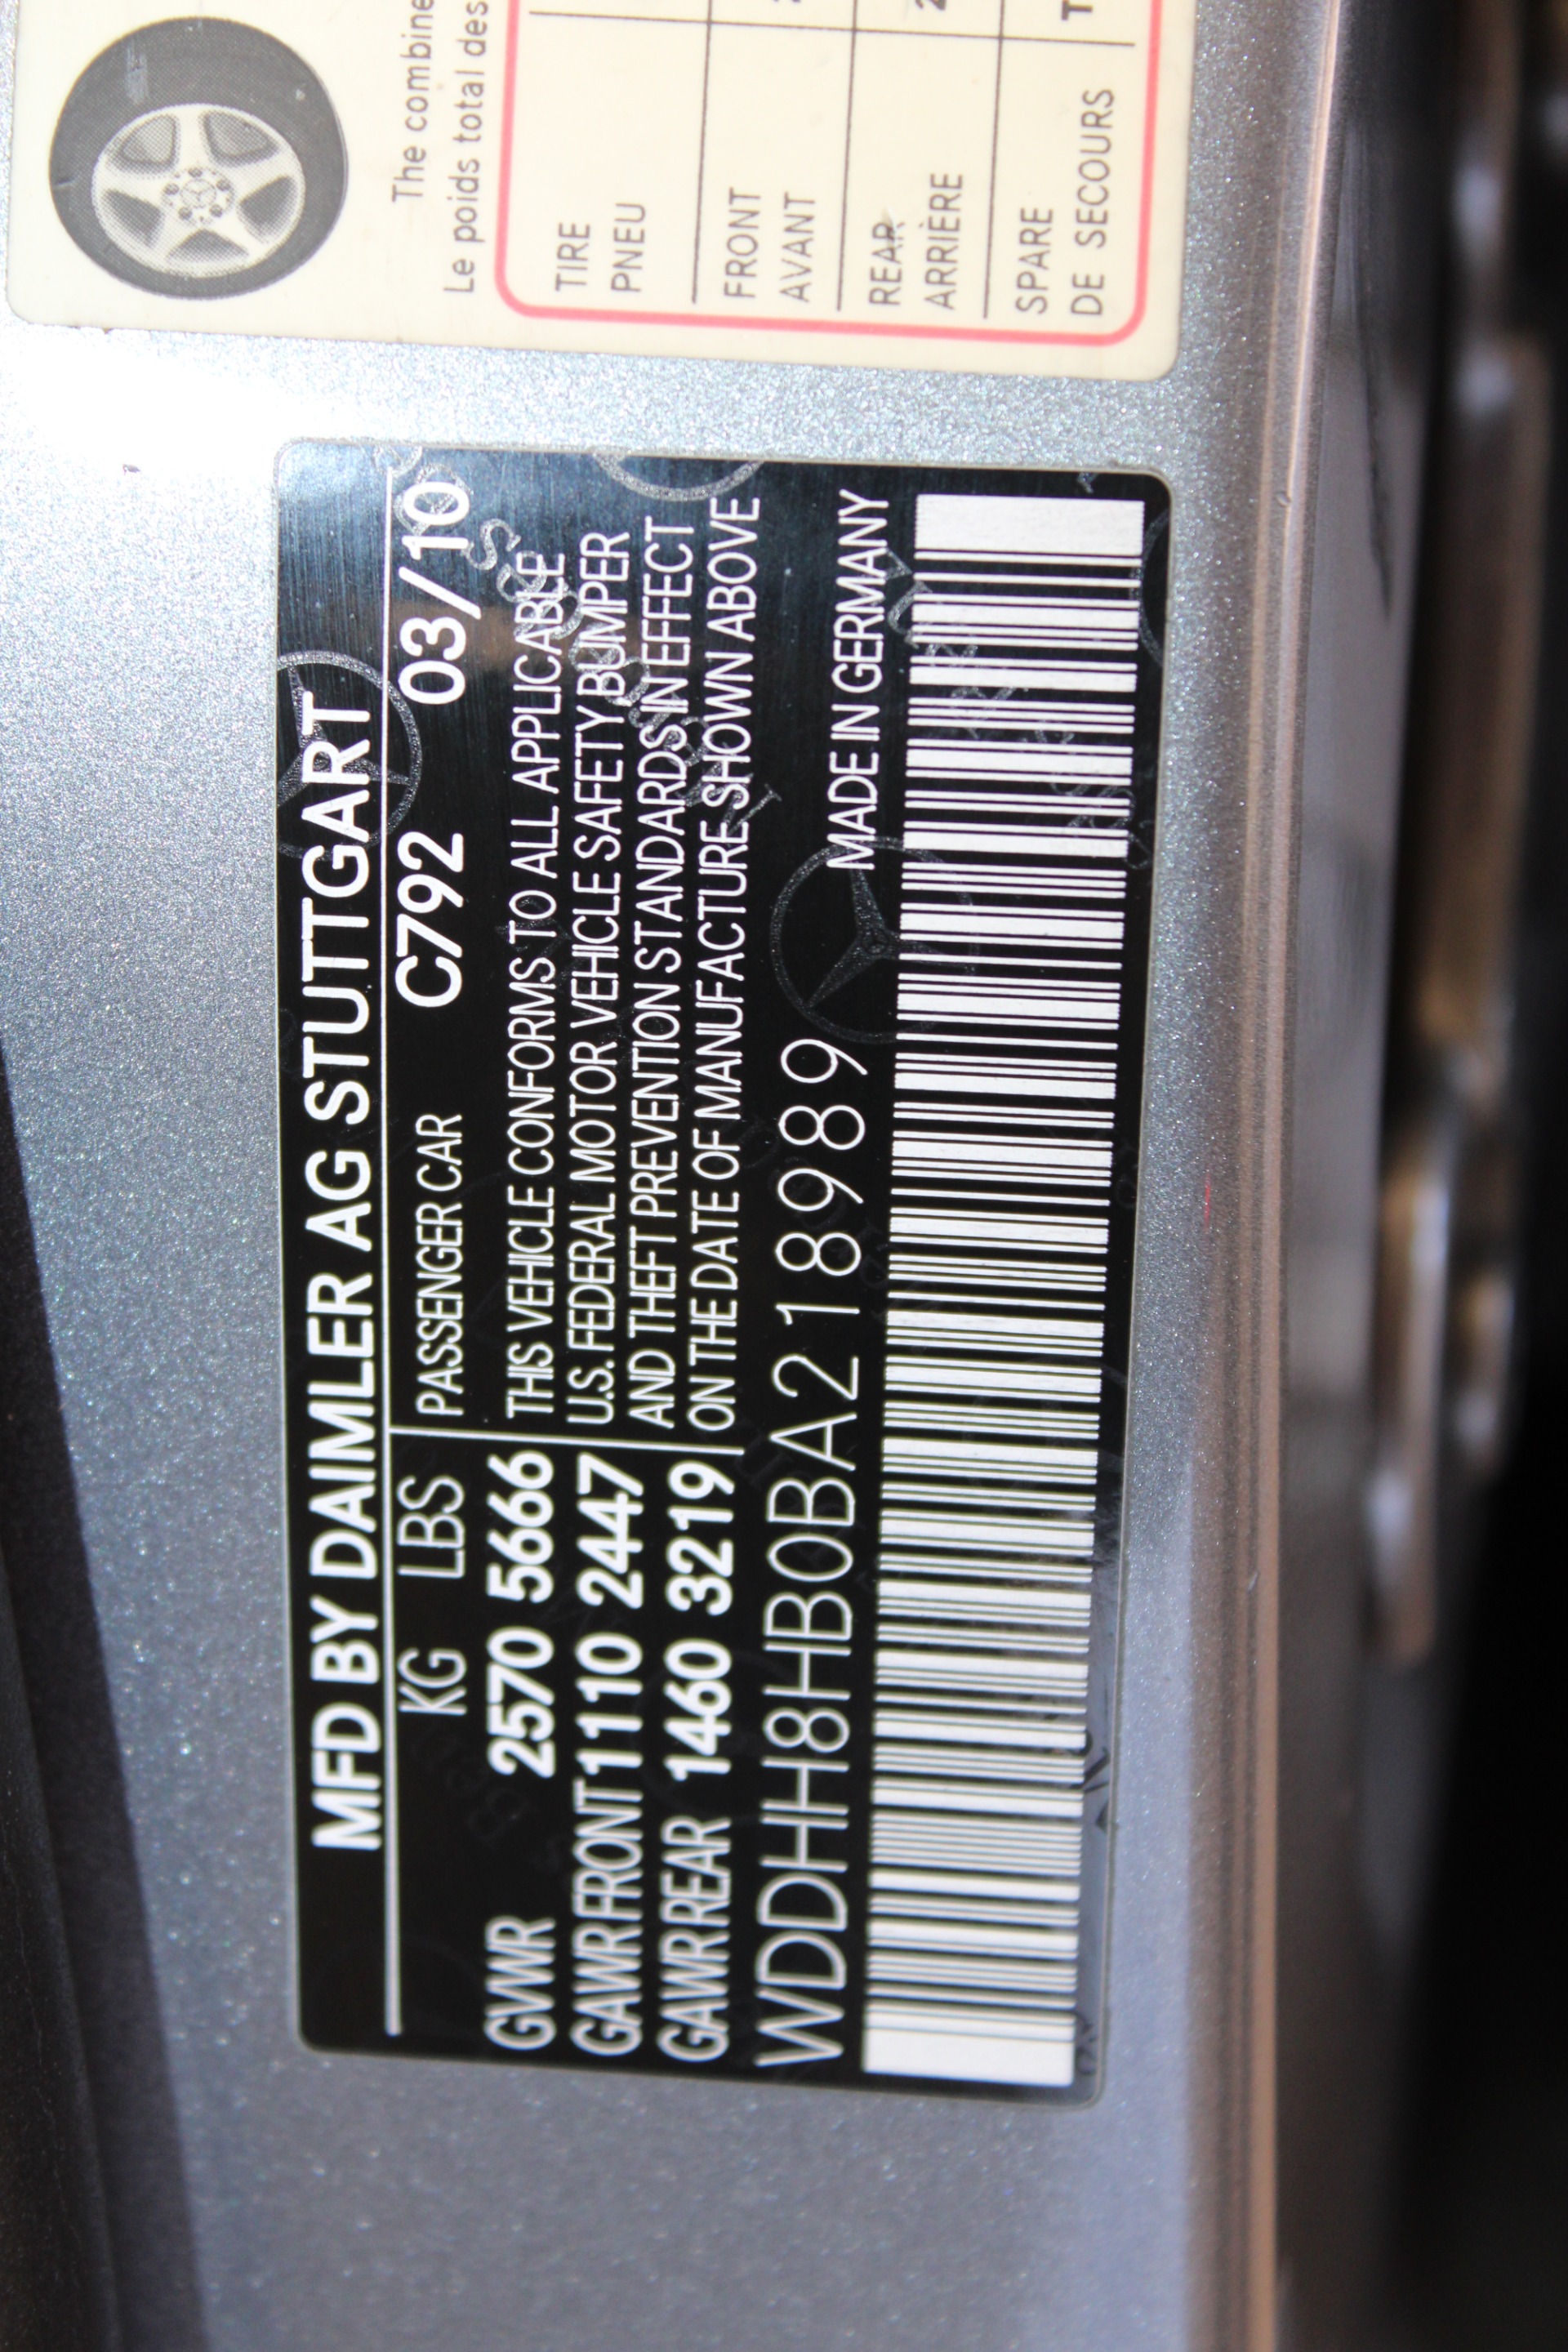 MFD BY DAIMLER AG STUTTGART
KG LBS PASSENGER CAR C792 03/10
GVWR 2570 5666 THIS VEHICLE CONFORMS TO ALL APPLICABLE
GAWR FRONT 1110 2447 U.S. FEDERAL MOTOR VEHICLE SAFETY BUMPER
GAWR REAR 1460 3219 AND THEFT PREVENTION STANDARDS IN EFFECT
ON THE DATE OF MANUFACTURE SHOWN ABOVE
WDDHH8HB0BA218989 MADE IN GERMANY
The combine
Le poids total des
TIRE
PNEU
FRONT
AVANT
REAR
ARRIÈRE
SPARE
DE SECOURS